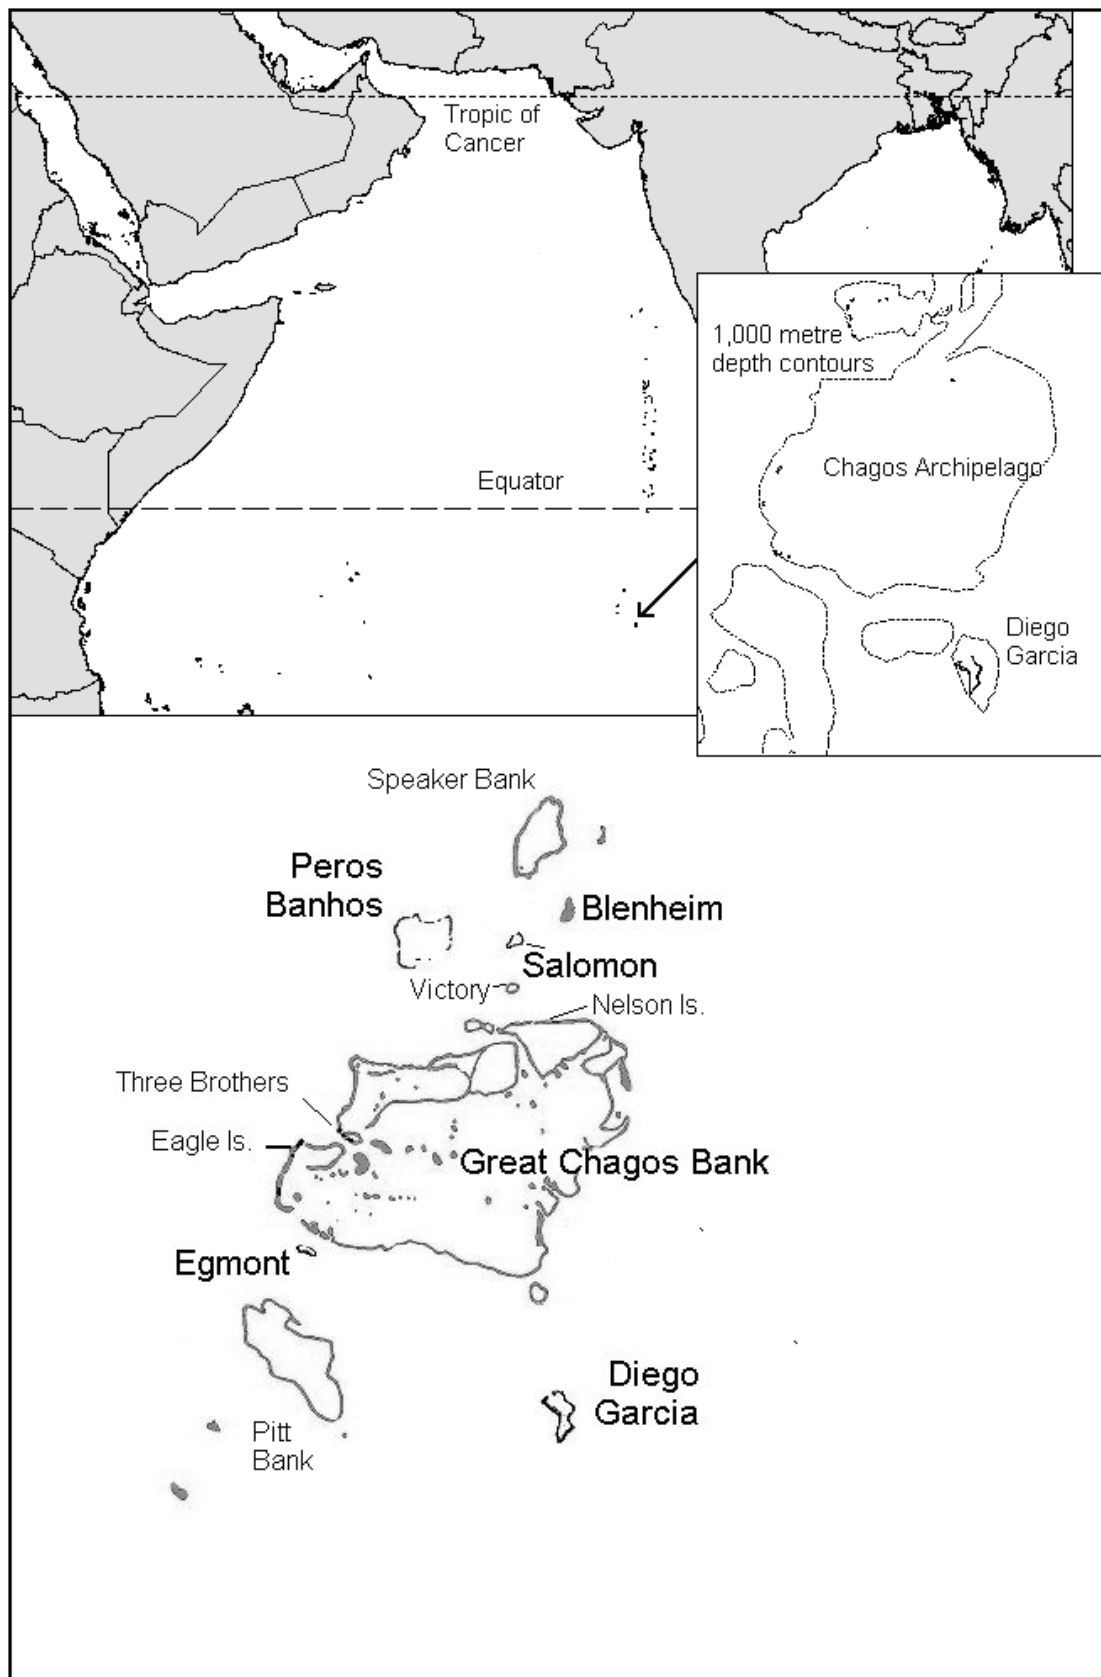 Tropic of
Cancer
1,000 metre
depth contours
Chagos Archipelago
Equator
Diego
Garcia
Speaker Bank
Peros
Banhos
Blenheim
Salomon
Victory
Nelson Is.
Three Brothers
Eagle Is.
Great Chagos Bank
Egmont
Diego
Garcia
Pitt
Bank